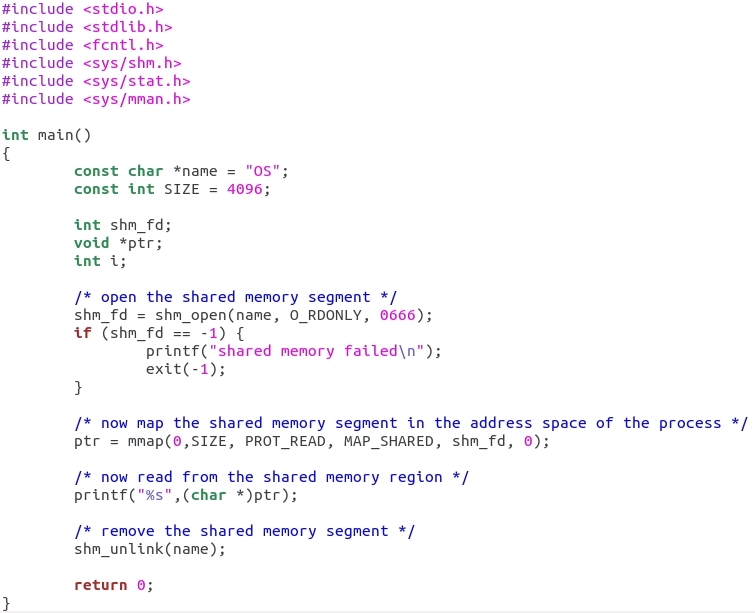 #include <stdio.h>
#include <stdlib.h>
#include <fcntl.h>
#include <sys/shm.h>
#include <sys/stat.h>
#include <sys/mman.h>

int main()
{
        const char *name = "OS";
        const int SIZE = 4096;

        int shm_fd;
        void *ptr;
        int i;

        /* open the shared memory segment */
        shm_fd = shm_open(name, O_RDONLY, 0666);
        if (shm_fd == -1) {
                printf("shared memory failed\n");
                exit(-1);
        }

        /* now map the shared memory segment in the address space of the process */
        ptr = mmap(0,SIZE, PROT_READ, MAP_SHARED, shm_fd, 0);

        /* now read from the shared memory region */
        printf("%s",(char *)ptr);

        /* remove the shared memory segment */
        shm_unlink(name);

        return 0;
}